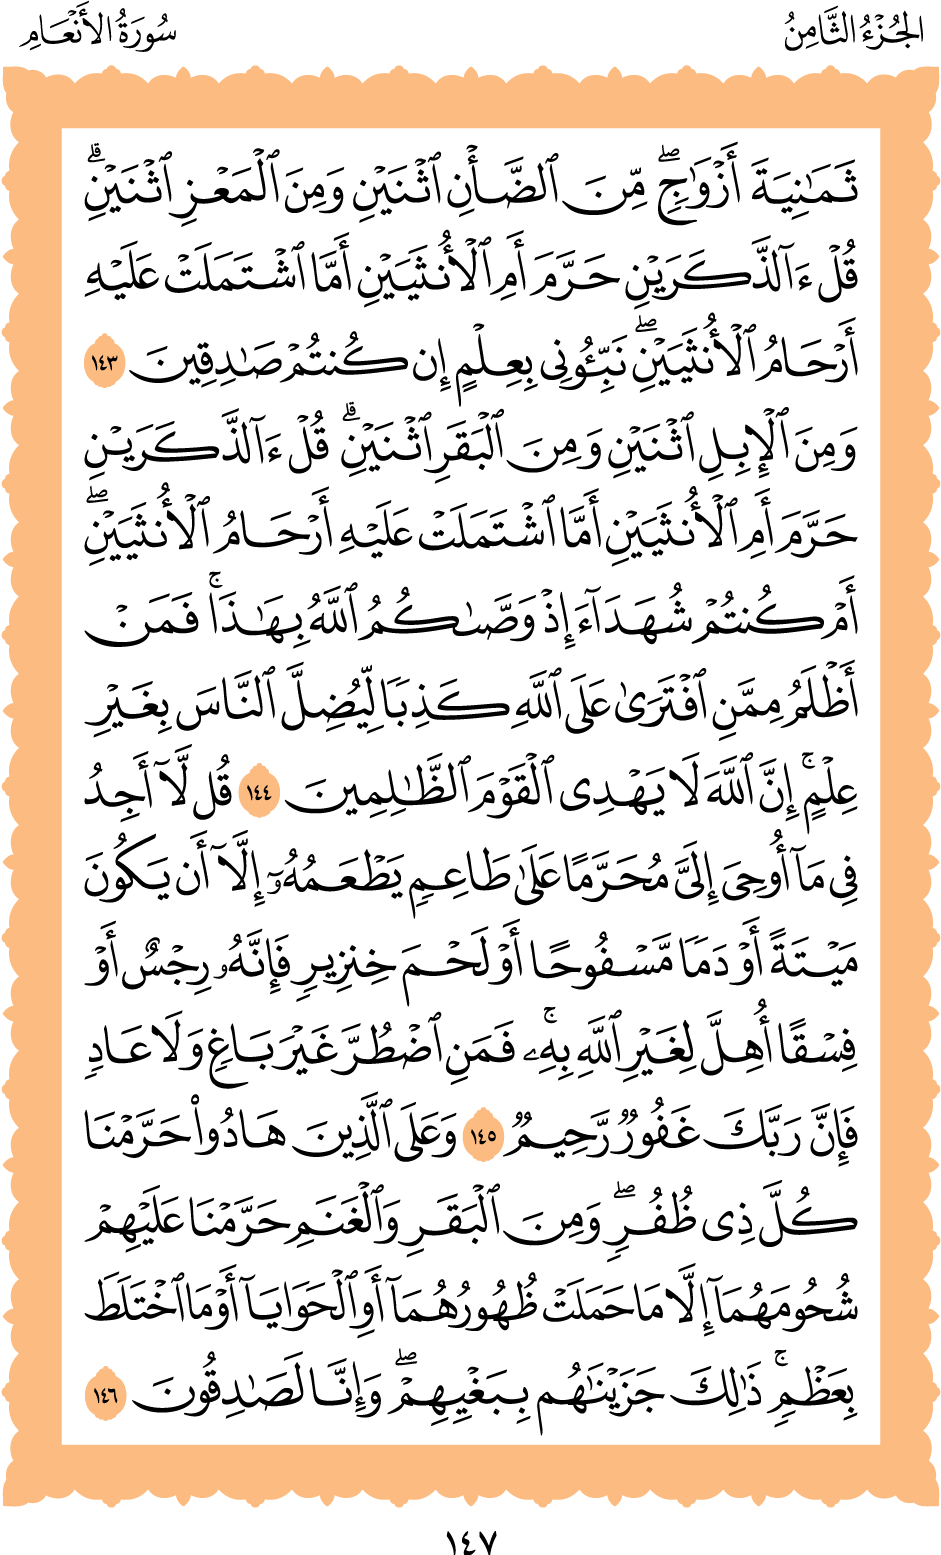 الجُزْءُ الثَّامِنُ
سُورَةُ الأَنْعَامِ
ثَمَٰنِيَةَ أَزْوَٰجٖۖ مِّنَ ٱلضَّأْنِ ٱثْنَيْنِ وَمِنَ ٱلْمَعْزِ ٱثْنَيْنِۗ
قُلْ ءَآلذَّكَرَيْنِ حَرَّمَ أَمِ ٱلْأُنثَيَيْنِ أَمَّا ٱشْتَمَلَتْ عَلَيْهِ
أَرْحَامُ ٱلْأُنثَيَيْنِۖ نَبِّـُٔونِى بِعِلْمٍ إِن كُنتُمْ صَٰدِقِينَ ١٤٣
وَمِنَ ٱلْإِبِلِ ٱثْنَيْنِ وَمِنَ ٱلْبَقَرِ ٱثْنَيْنِۗ قُلْ ءَآلذَّكَرَيْنِ
حَرَّمَ أَمِ ٱلْأُنثَيَيْنِ أَمَّا ٱشْتَمَلَتْ عَلَيْهِ أَرْحَامُ ٱلْأُنثَيَيْنِۖ
أَمْ كُنتُمْ شُهَدَآءَ إِذْ وَصَّىٰكُمُ ٱللَّهُ بِهَٰذَاۚ فَمَنْ
أَظْلَمُ مِمَّنِ ٱفْتَرَىٰ عَلَى ٱللَّهِ كَذِبًا لِّيُضِلَّ ٱلنَّاسَ بِغَيْرِ
عِلْمٍۚ إِنَّ ٱللَّهَ لَا يَهْدِى ٱلْقَوْمَ ٱلظَّٰلِمِينَ ١٤٤ قُل لَّآ أَجِدُ
فِى مَآ أُوحِىَ إِلَىَّ مُحَرَّمًا عَلَىٰ طَاعِمٍ يَطْعَمُهُۥٓ إِلَّآ أَن يَكُونَ
مَيْتَةً أَوْ دَمًا مَّسْفُوحًا أَوْ لَحْمَ خِنزِيرٍ فَإِنَّهُۥ رِجْسٌ أَوْ
فِسْقًا أُهِلَّ لِغَيْرِ ٱللَّهِ بِهِۦۚ فَمَنِ ٱضْطُرَّ غَيْرَ بَاغٍ وَلَا عَادٍ
فَإِنَّ رَبَّكَ غَفُورٌ رَّحِيمٌ ١٤٥ وَعَلَى ٱلَّذِينَ هَادُوا۟ حَرَّمْنَا
كُلَّ ذِى ظُفُرٍۖ وَمِنَ ٱلْبَقَرِ وَٱلْغَنَمِ حَرَّمْنَا عَلَيْهِمْ
شُحُومَهُمَآ إِلَّا مَا حَمَلَتْ ظُهُورُهُمَآ أَوِ ٱلْحَوَايَآ أَوْ مَا ٱخْتَلَطَ
بِعَظْمٍۚ ذَٰلِكَ جَزَيْنَٰهُم بِبَغْيِهِمْۖ وَإِنَّا لَصَٰدِقُونَ ١٤٦
١٤٧